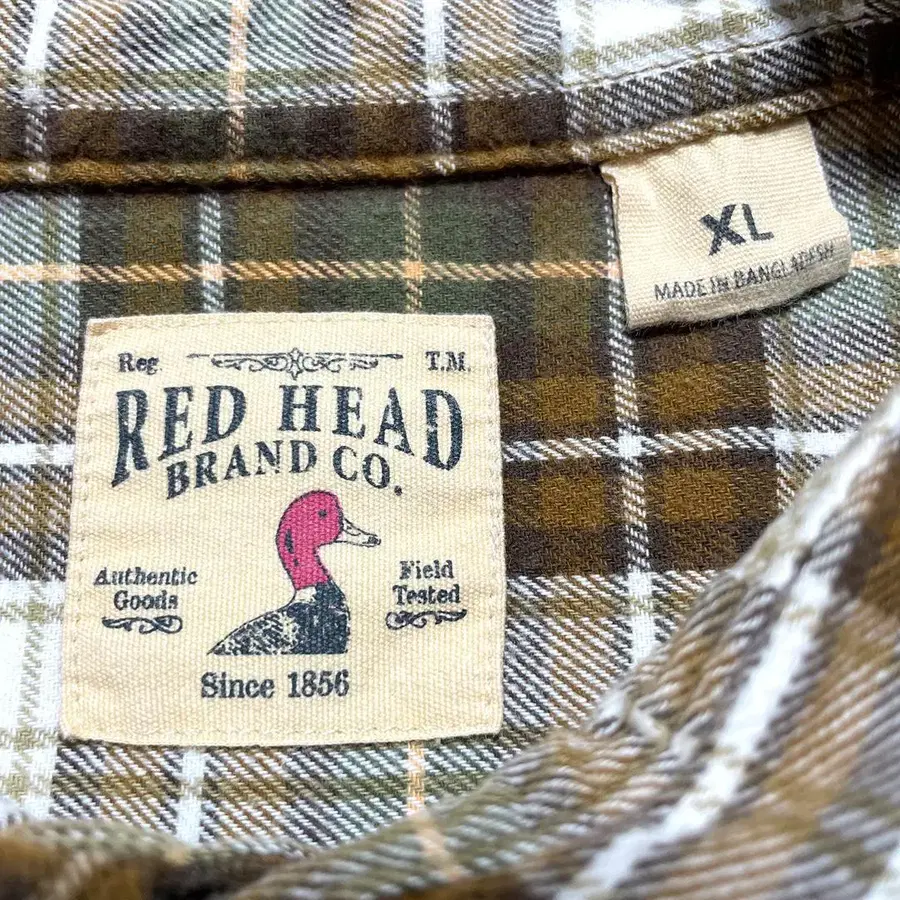 XL
MADE IN BANGLADESH
Reg. T.M.
RED HEAD
BRAND CO.
Authentic
Goods
Field
Tested
Since 1856